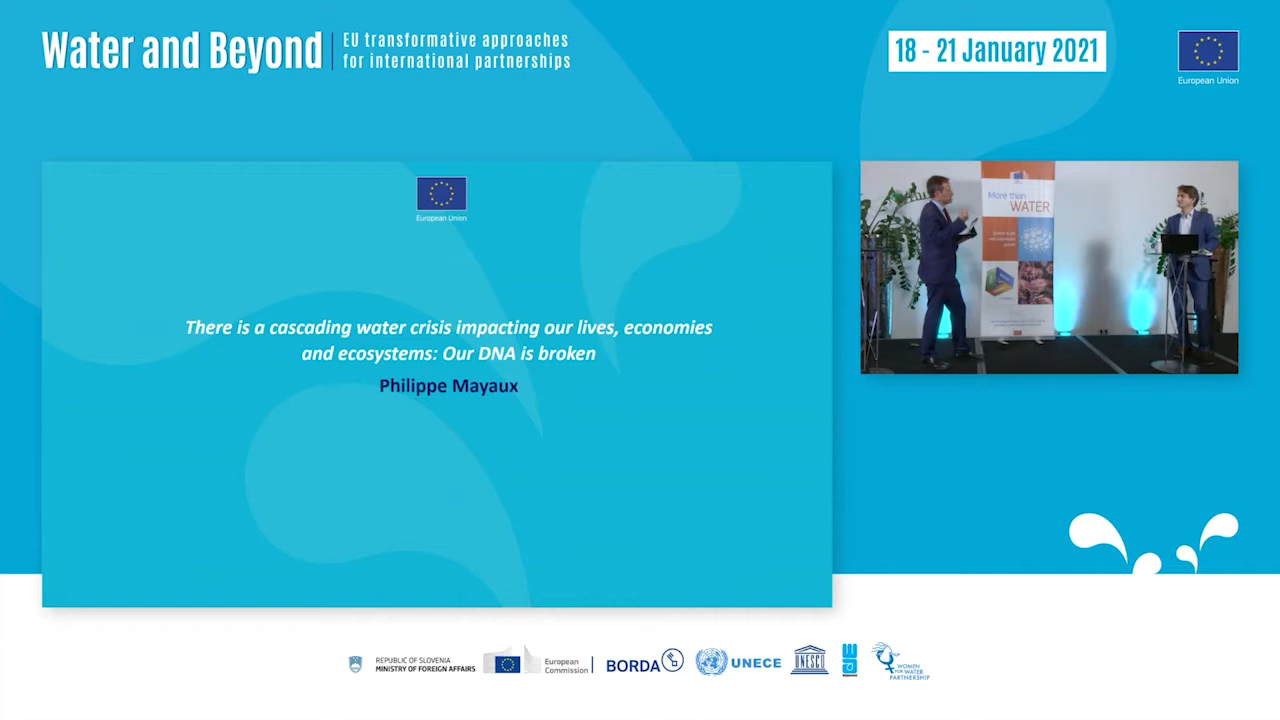 Water and Beyond
EU transformative approaches
for international partnerships
18 - 21 January 2021
European Union
European Union
There is a cascading water crisis impacting our lives, economies
and ecosystems: Our DNA is broken
Philippe Mayaux
More than
WATER
REPUBLIC OF SLOVENIA
MINISTRY OF FOREIGN AFFAIRS
European
Commission
BORDA
UNECE
UNESCO
WOMEN
FOR WATER
PARTNERSHIP